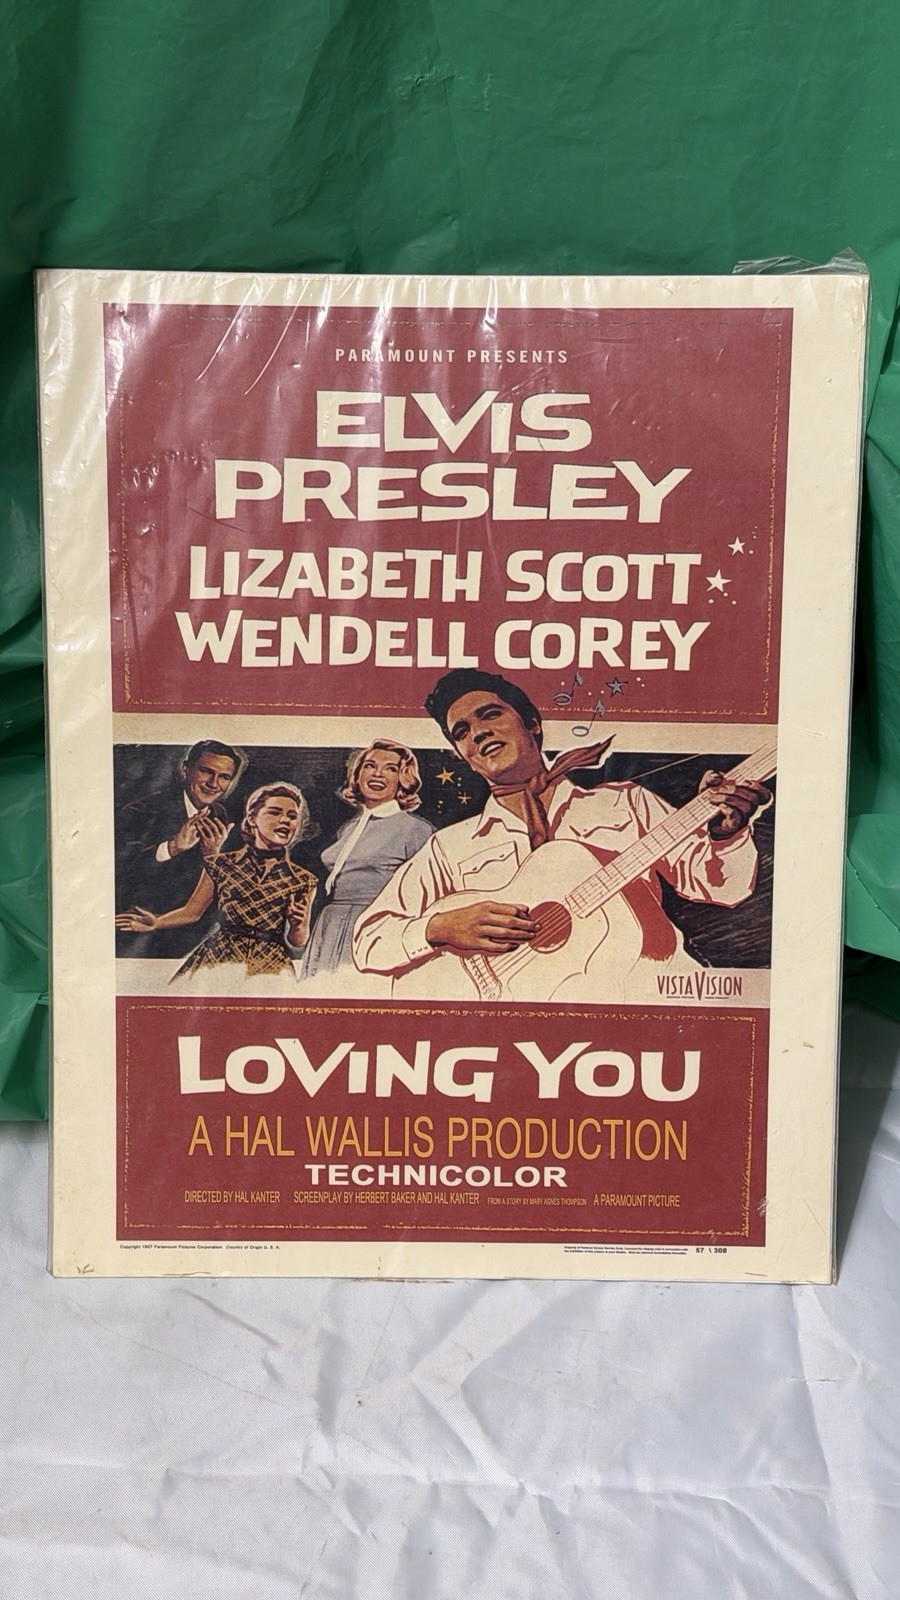 PARAMOUNT PRESENTS
ELVIS
PRESLEY
LIZABETH SCOTT
WENDELL COREY
VISTAVISION
LOVING YOU
A HAL WALLIS PRODUCTION
TECHNICOLOR
DIRECTED BY HAL KANTER SCREENPLAY BY HERBERT BAKER AND HAL KANTER FROM A STORY BY MARY AGNES THOMPSON A PARAMOUNT PICTURE
Copyright 1957 Paramount Pictures Corporation. Country of Origin U. S. A.
57 \ 308